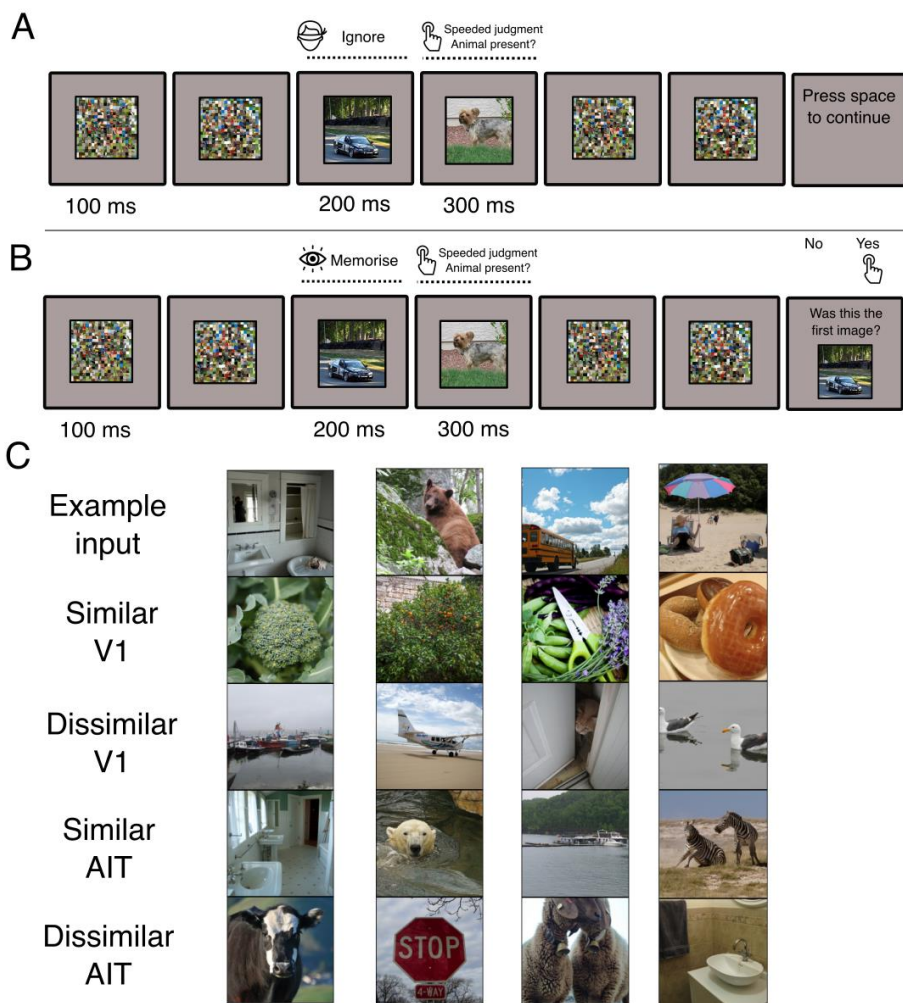 A
Ignore
Speeded judgment
Animal present?
Press space
to continue
100 ms
200 ms
300 ms
B
Memorise
Speeded judgment
Animal present?
No
Yes
Was this the
first image?
100 ms
200 ms
300 ms
C
Example
input
Similar
V1
Dissimilar
V1
Similar
AIT
Dissimilar
AIT
STOP
4-WAY